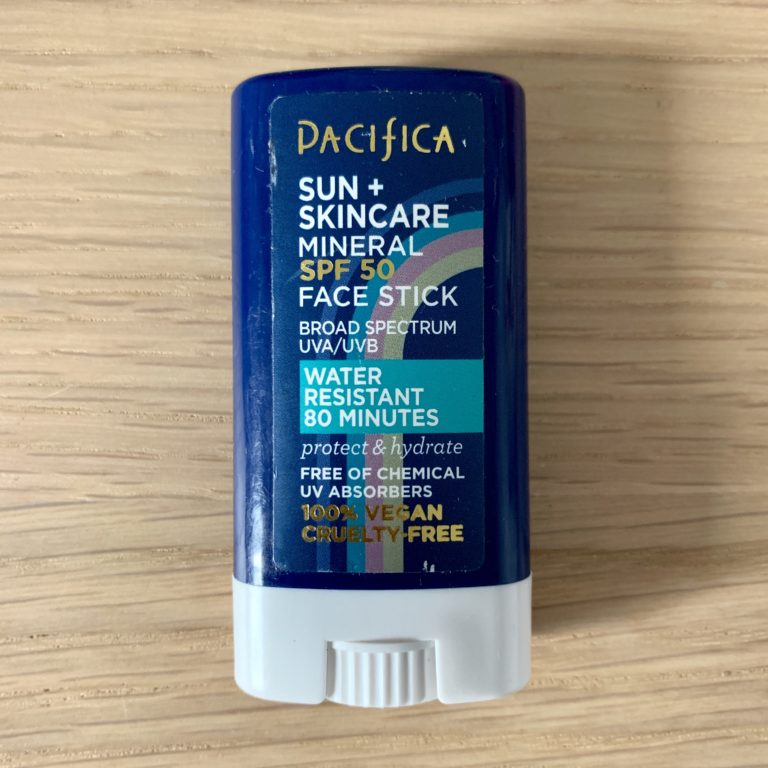 PACIFICA
SUN +
SKINCARE
MINERAL
SPF 50
FACE STICK
BROAD SPECTRUM
UVA/UVB
WATER
RESISTANT
80 MINUTES
protect & hydrate
FREE OF CHEMICAL
UV ABSORBERS
100% VEGAN
CRUELTY-FREE